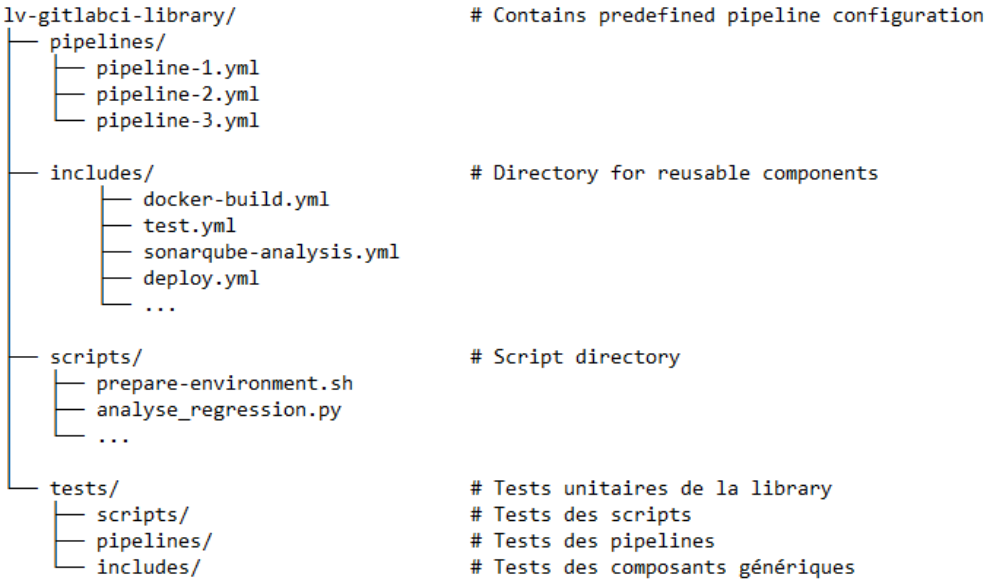 lv-gitlabci-library/ # Contains predefined pipeline configuration
├── pipelines/
│   ├── pipeline-1.yml
│   ├── pipeline-2.yml
│   └── pipeline-3.yml
├── includes/ # Directory for reusable components
│       ├── docker-build.yml
│       ├── test.yml
│       ├── sonarqube-analysis.yml
│       ├── deploy.yml
│       └── ...
├── scripts/ # Script directory
│   ├── prepare-environment.sh
│   ├── analyse_regression.py
│   └── ...
└── tests/ # Tests unitaires de la library
    ├── scripts/ # Tests des scripts
    ├── pipelines/ # Tests des pipelines
    └── includes/ # Tests des composants génériques